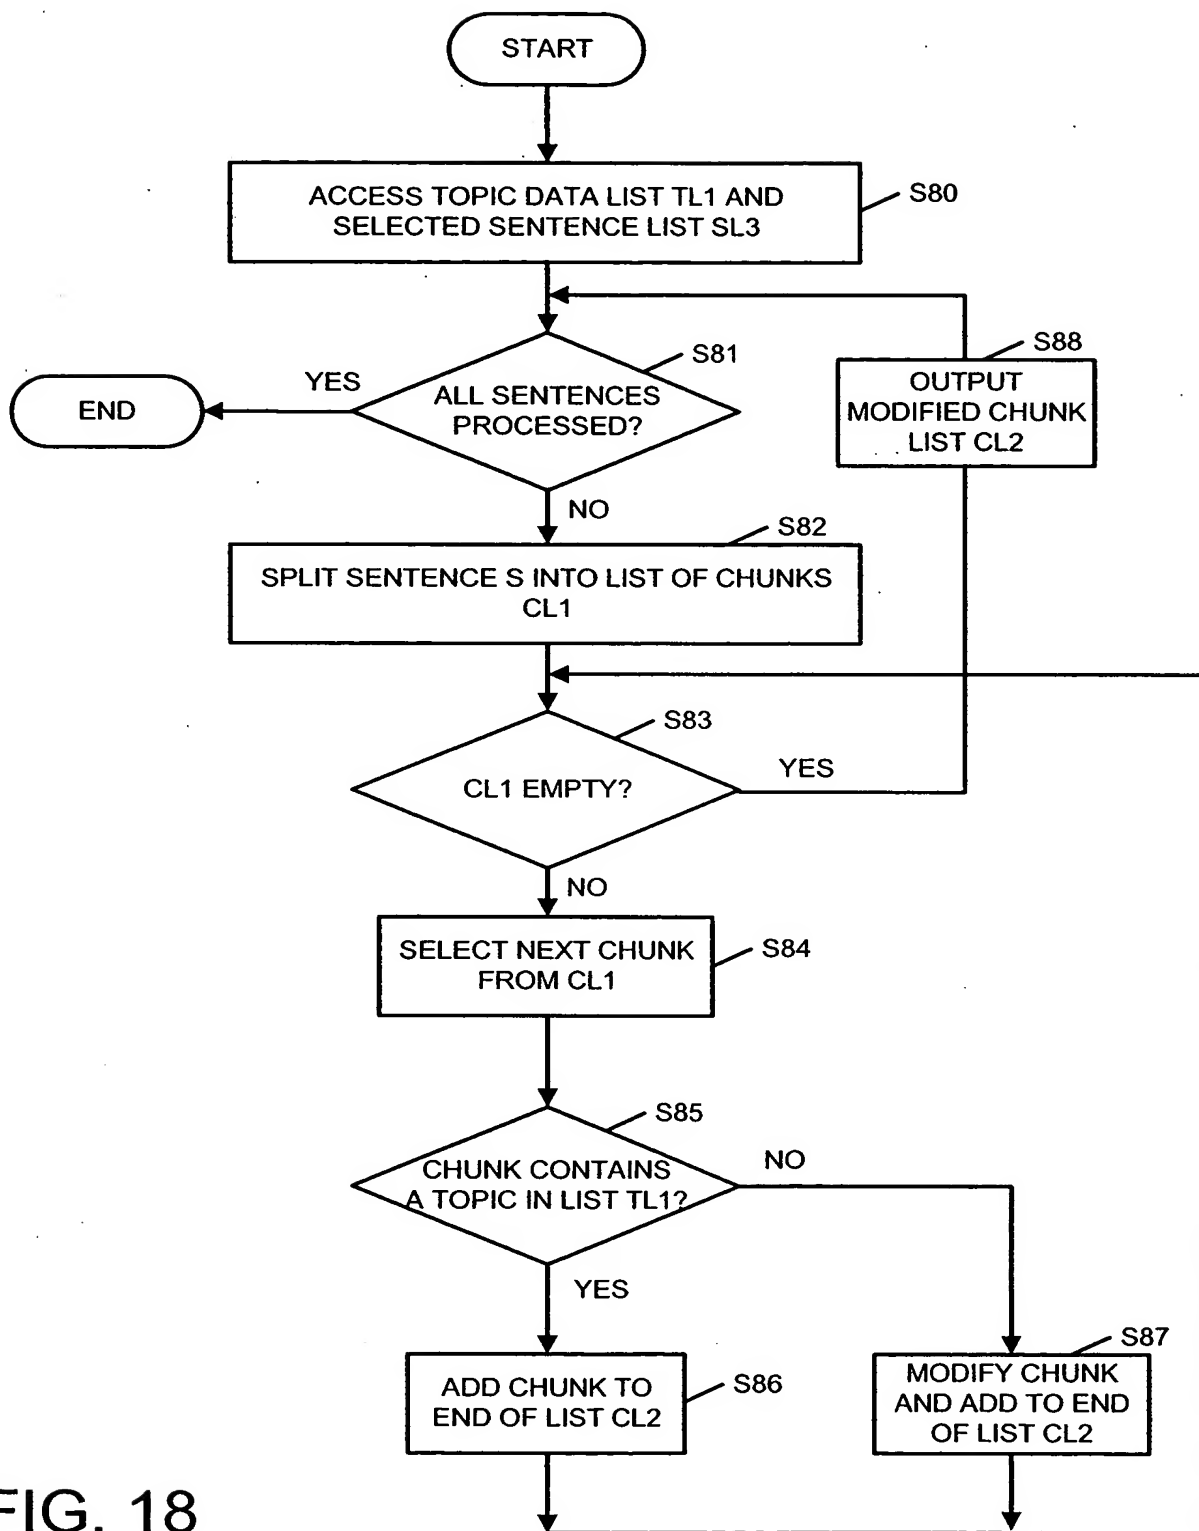 START
ACCESS TOPIC DATA LIST TL1 AND
SELECTED SENTENCE LIST SL3
S80
S81
YES
ALL SENTENCES
PROCESSED?
END
S88
OUTPUT
MODIFIED CHUNK
LIST CL2
NO
S82
SPLIT SENTENCE S INTO LIST OF CHUNKS
CL1
S83
CL1 EMPTY?
YES
NO
SELECT NEXT CHUNK
FROM CL1
S84
S85
CHUNK CONTAINS
A TOPIC IN LIST TL1?
NO
YES
ADD CHUNK TO
END OF LIST CL2
S86
S87
MODIFY CHUNK
AND ADD TO END
OF LIST CL2
FIG. 18